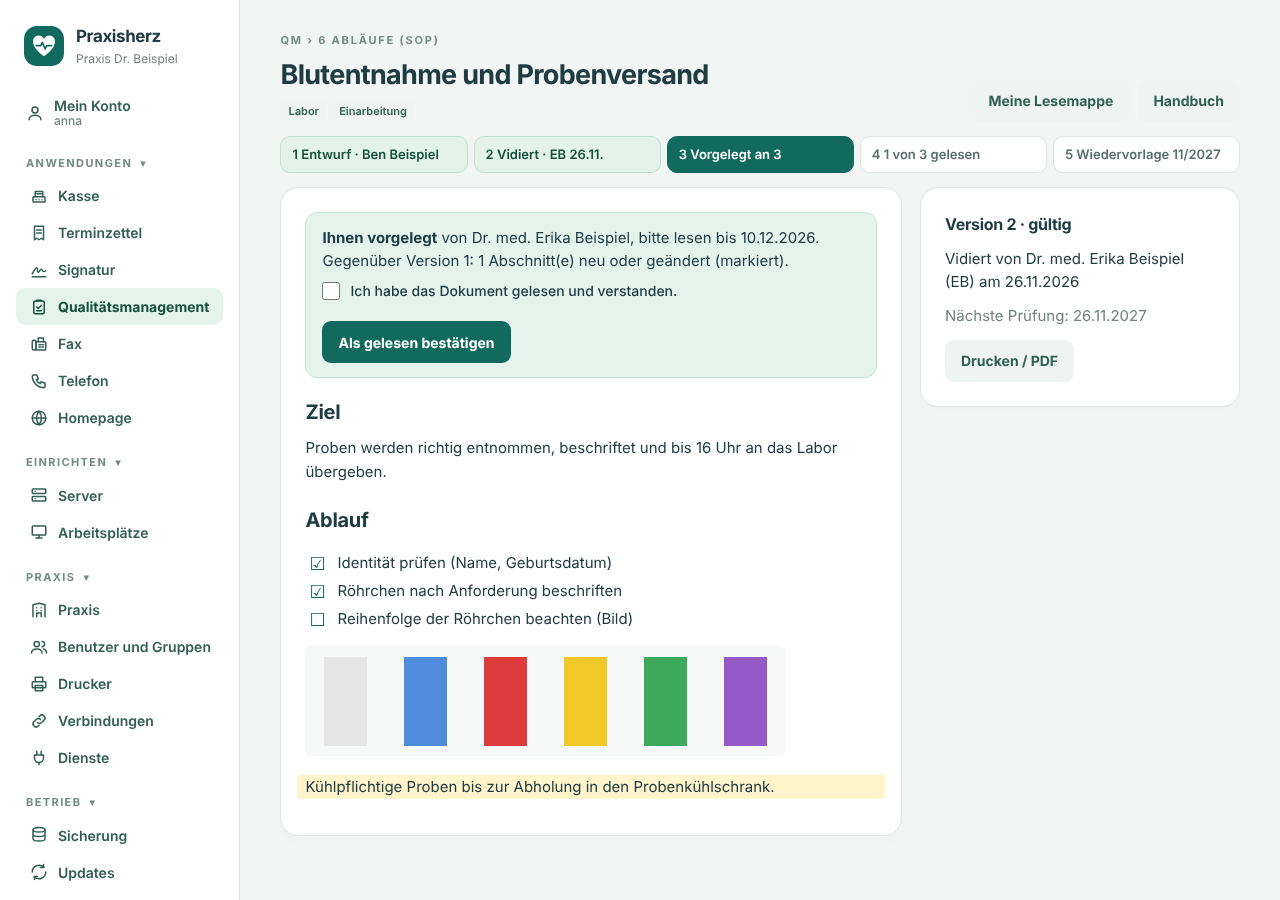 Praxisherz
Praxis Dr. Beispiel
Mein Konto
anna
ANWENDUNGEN ▾
Kasse
Terminzettel
Signatur
Qualitätsmanagement
Fax
Telefon
Homepage
EINRICHTEN ▾
Server
Arbeitsplätze
PRAXIS ▾
Praxis
Benutzer und Gruppen
Drucker
Verbindungen
Dienste
BETRIEB ▾
Sicherung
Updates
QM › 6 ABLÄUFE (SOP)
Blutentnahme und Probenversand
Labor Einarbeitung
Meine Lesemappe Handbuch
1 Entwurf · Ben Beispiel
2 Vidiert · EB 26.11.
3 Vorgelegt an 3
4 1 von 3 gelesen
5 Wiedervorlage 11/2027
Ihnen vorgelegt von Dr. med. Erika Beispiel, bitte lesen bis 10.12.2026.
Gegenüber Version 1: 1 Abschnitt(e) neu oder geändert (markiert).
Ich habe das Dokument gelesen und verstanden.
Als gelesen bestätigen
Ziel
Proben werden richtig entnommen, beschriftet und bis 16 Uhr an das Labor
übergeben.
Ablauf
☑ Identität prüfen (Name, Geburtsdatum)
☑ Röhrchen nach Anforderung beschriften
☐ Reihenfolge der Röhrchen beachten (Bild)
Kühlpflichtige Proben bis zur Abholung in den Probenkühlschrank.
Version 2 · gültig
Vidiert von Dr. med. Erika Beispiel
(EB) am 26.11.2026
Nächste Prüfung: 26.11.2027
Drucken / PDF